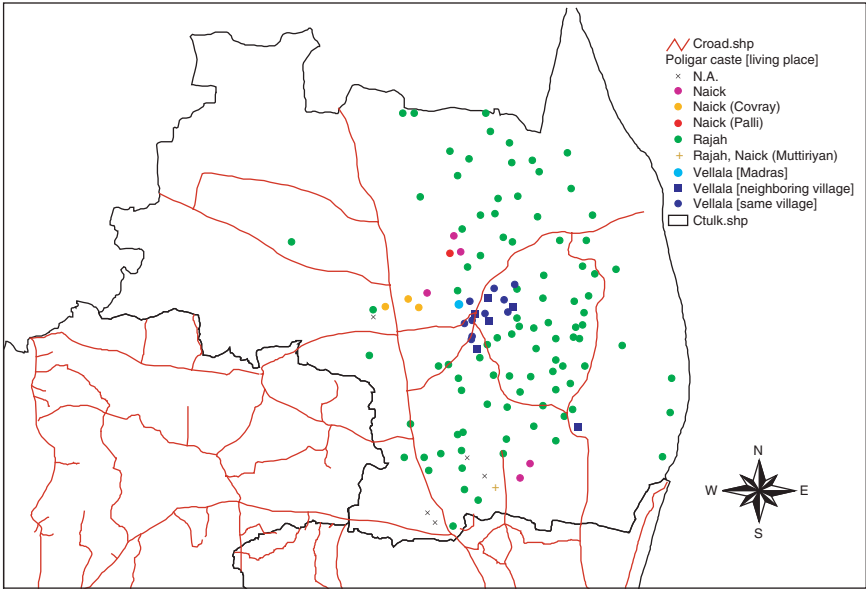 Croad.shp
Poligar caste [living place]
N.A.
Naick
Naick (Covray)
Naick (Palli)
Rajah
Rajah, Naick (Muttiriyan)
Vellala [Madras]
Vellala [neighboring village]
Vellala [same village]
Ctulk.shp
N
W E
S